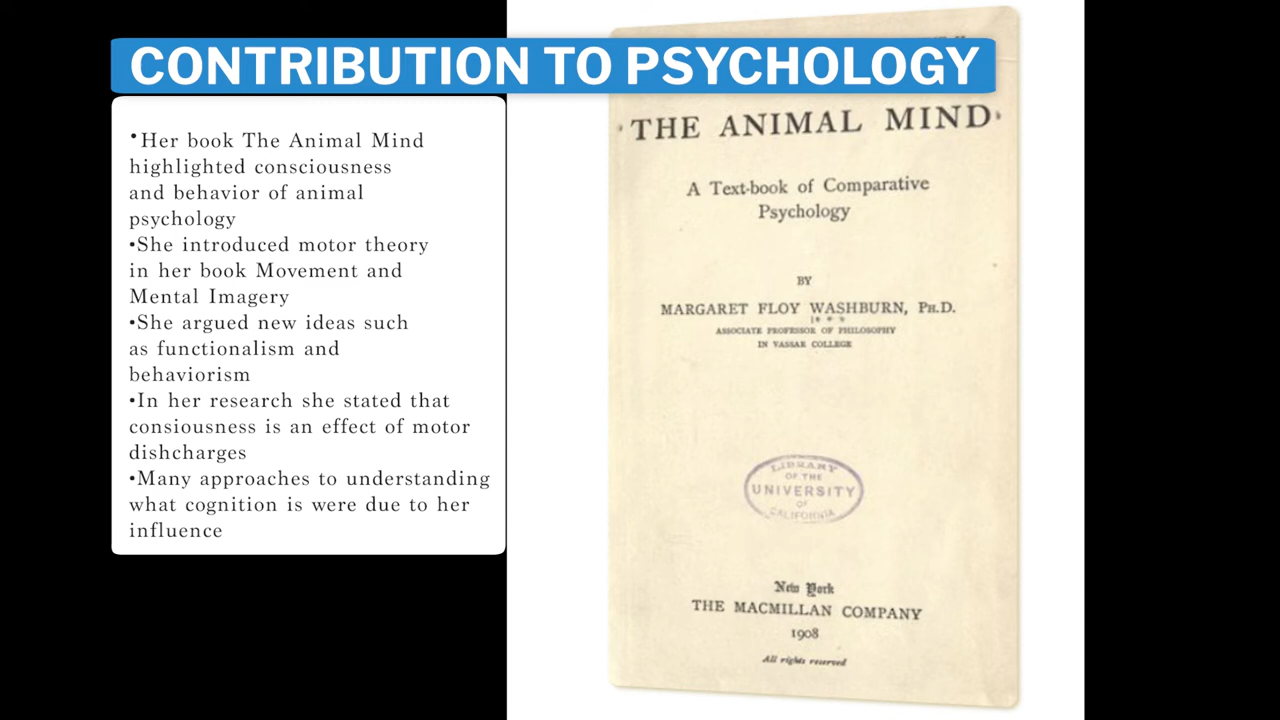 CONTRIBUTION TO PSYCHOLOGY
•Her book The Animal Mind
highlighted consciousness
and behavior of animal
psychology
•She introduced motor theory
in her book Movement and
Mental Imagery
•She argued new ideas such
as functionalism and
behaviorism
•In her research she stated that
consiousness is an effect of motor
dishcharges
•Many approaches to understanding
what cognition is were due to her
influence
THE ANIMAL MIND
A Text-book of Comparative
Psychology
BY
MARGARET FLOY WASHBURN, PH.D.
ASSOCIATE PROFESSOR OF PHILOSOPHY
IN VASSAR COLLEGE
LIBRARY
OF THE
UNIVERSITY
OF
CALIFORNIA
New York
THE MACMILLAN COMPANY
1908
All rights reserved